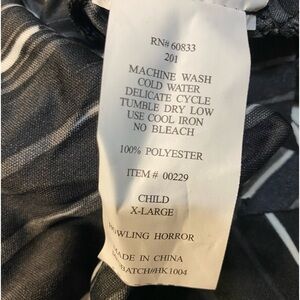 RN# 60833
201
MACHINE WASH
COLD WATER
DELICATE CYCLE
TUMBLE DRY LOW
USE COOL IRON
NO BLEACH
100% POLYESTER
ITEM # 00229
CHILD
X-LARGE
HOWLING HORROR
MADE IN CHINA
BATCH#HK1004